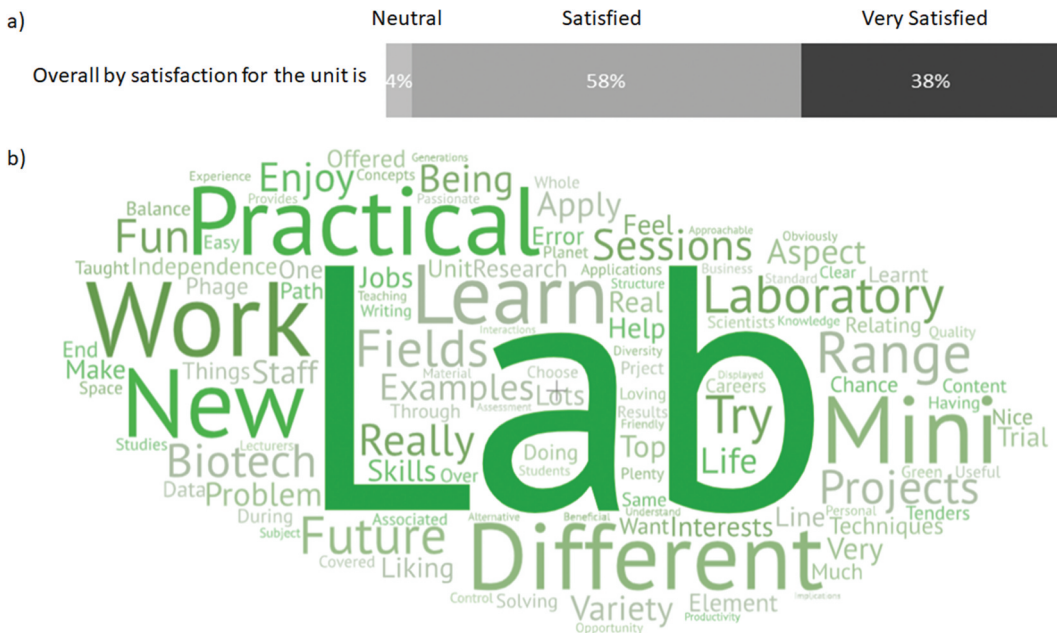 a)
Neutral Satisfied Very Satisfied
Overall by satisfaction for the unit is 4% 58% 38%
b)
Offered Generations
Experience Enjoy Concepts Being Whole
Provides Passionate
Balance Practical Apply
Fun Easy Error Feel Approachable
Planet Sessions Obviously Aspect
Taught Independence One Jobs Unit Research Applications Business Standard Clear Learnt
Phage Path Teaching Learn Structure Laboratory
Writing Real
Work Interactions Help Scientists Knowledge Relating Quality
End Fields Diversity Range
Make Things Staff Material Choose Prject Displayed
Space Examples Lots Loving Careers Chance Content
New Through Assessment Results Try Having Nice
Lab Friendly Mini Trial
Studies Lecturers Really Doing Top Life
Biotech Skills Over Students Plenty Green Useful
Data Problem Same Projects
During Associated Alternative Beneficial Understand Line Personal Tenders
Subject Future Want Interests Techniques
Covered Liking Different Very
Much
Control Solving Variety Element Implications
Opportunity Productivity